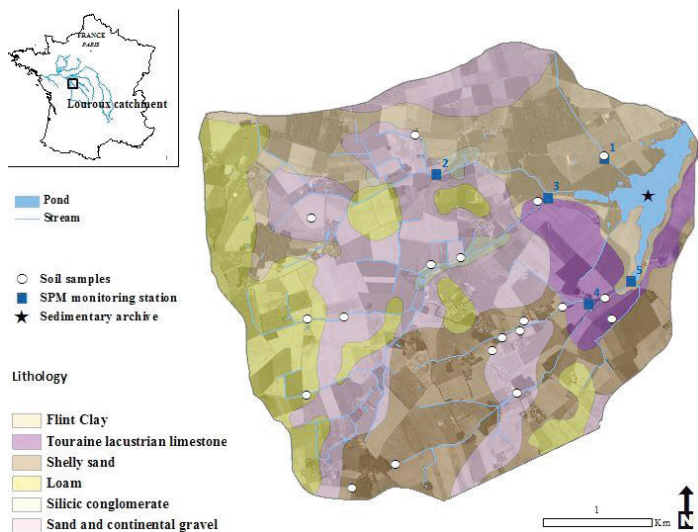 FRANCE
PARIS
Louroux catchment
Pond
Stream
Soil samples
SPM monitoring station
Sedimentary archive
Lithology
Flint Clay
Touraine lacustrian limestone
Shelly sand
Loam
Silicic conglomerate
Sand and continental gravel
1
2
3
4
5
1
Km
N